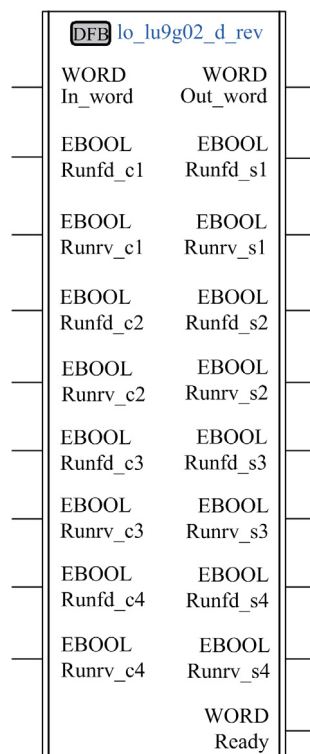 DFB lo_lu9g02_d_rev
WORD WORD
In_word Out_word
EBOOL EBOOL
Runfd_c1 Runfd_s1
EBOOL EBOOL
Runrv_c1 Runrv_s1
EBOOL EBOOL
Runfd_c2 Runfd_s2
EBOOL EBOOL
Runrv_c2 Runrv_s2
EBOOL EBOOL
Runfd_c3 Runfd_s3
EBOOL EBOOL
Runrv_c3 Runrv_s3
EBOOL EBOOL
Runfd_c4 Runfd_s4
EBOOL EBOOL
Runrv_c4 Runrv_s4
WORD
Ready